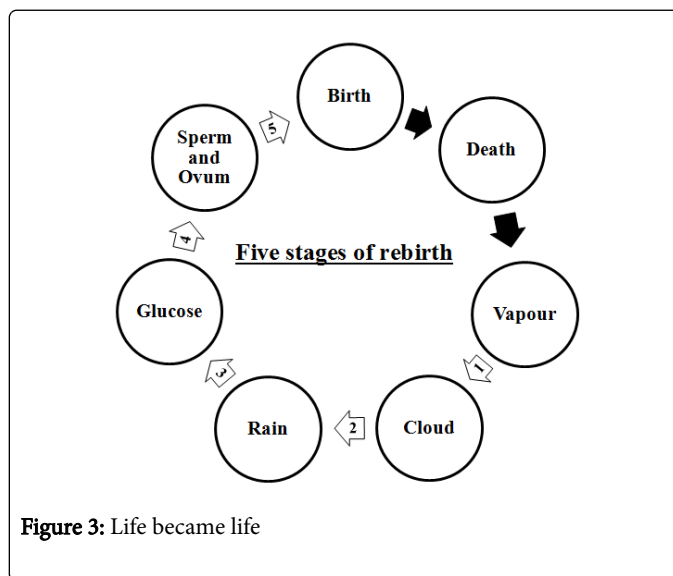 Birth
Death
Vapour
1
Cloud
2
Rain
3
Glucose
4
Sperm
and
Ovum
5
Five stages of rebirth
Figure 3: Life became life